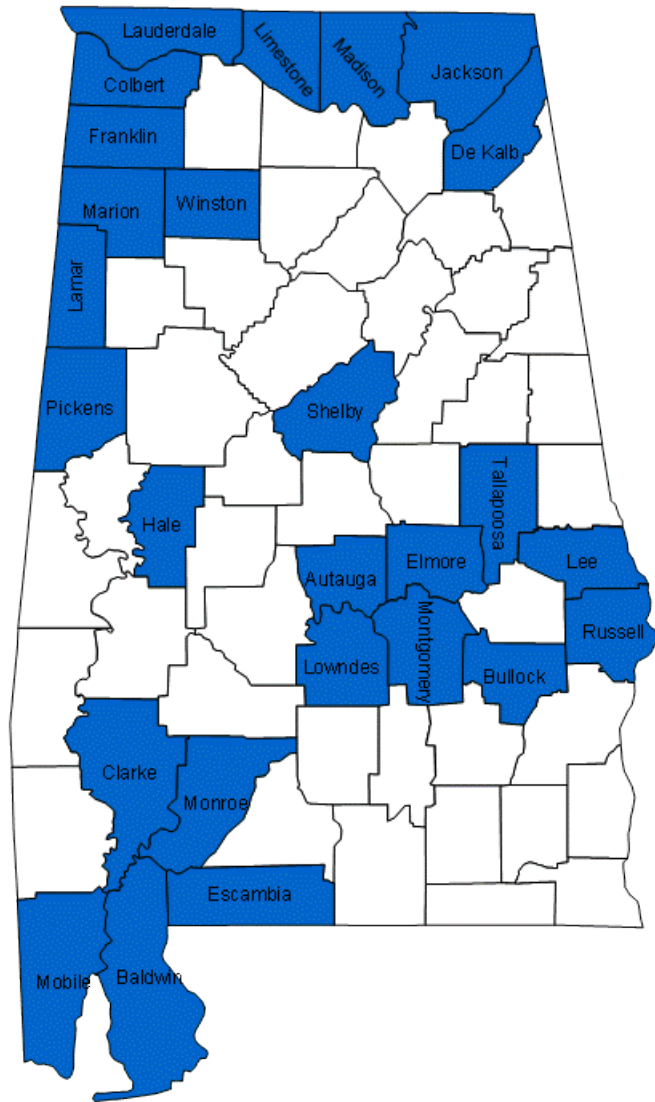 Lauderdale
Limestone
Madison
Jackson
Colbert
Franklin
De Kalb
Marion
Winston
Lamar
Pickens
Shelby
Hale
Tallapoosa
Autauga
Elmore
Lee
Montgomery
Russell
Lowndes
Bullock
Clarke
Monroe
Escambia
Mobile
Baldwin